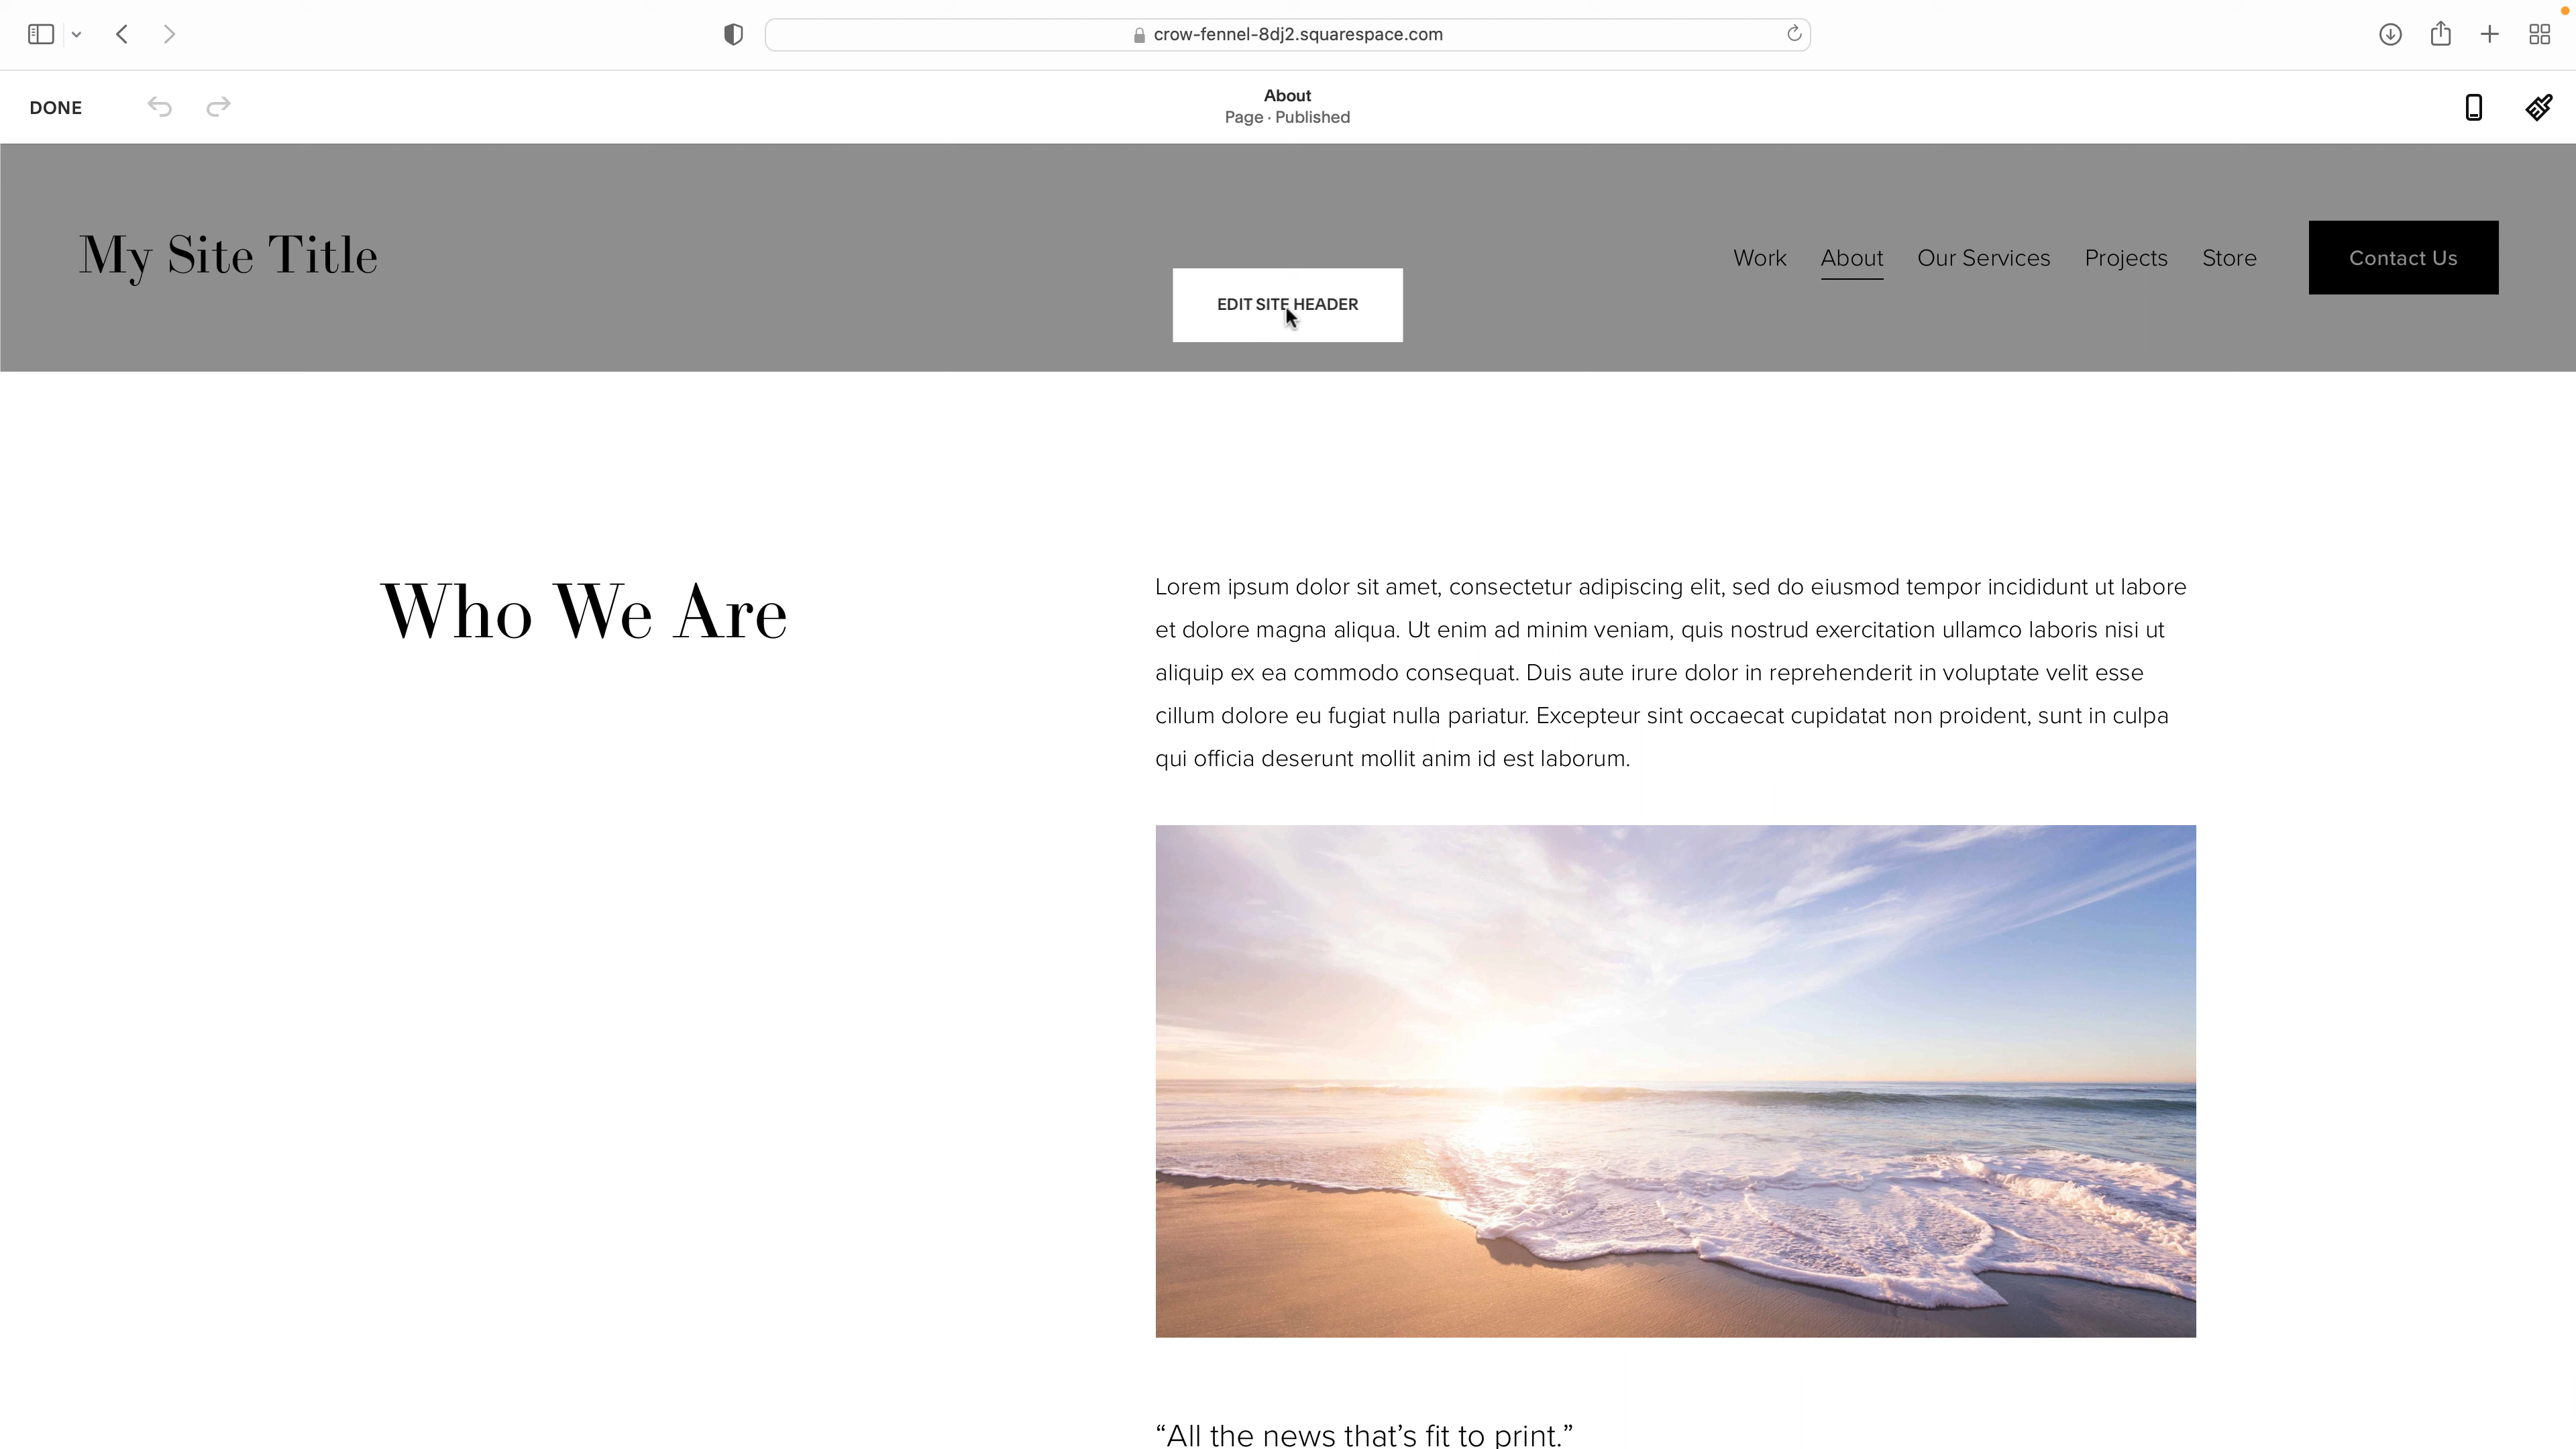 crow-fennel-8dj2.squarespace.com
DONE
About
Page · Published
My Site Title
Work About Our Services Projects Store Contact Us
EDIT SITE HEADER
Who We Are
Lorem ipsum dolor sit amet, consectetur adipiscing elit, sed do eiusmod tempor incididunt ut labore
et dolore magna aliqua. Ut enim ad minim veniam, quis nostrud exercitation ullamco laboris nisi ut
aliquip ex ea commodo consequat. Duis aute irure dolor in reprehenderit in voluptate velit esse
cillum dolore eu fugiat nulla pariatur. Excepteur sint occaecat cupidatat non proident, sunt in culpa
qui officia deserunt mollit anim id est laborum.
“All the news that’s fit to print.”